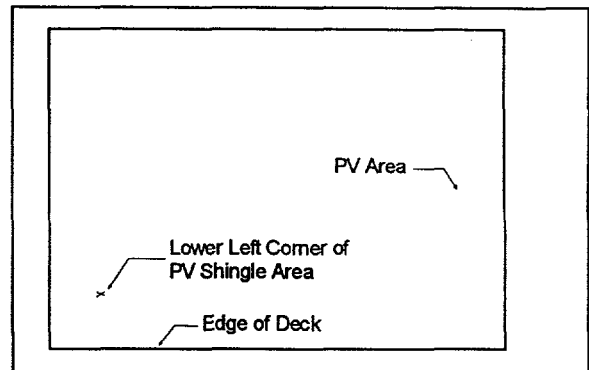 PV Area
Lower Left Corner of
PV Shingle Area
Edge of Deck